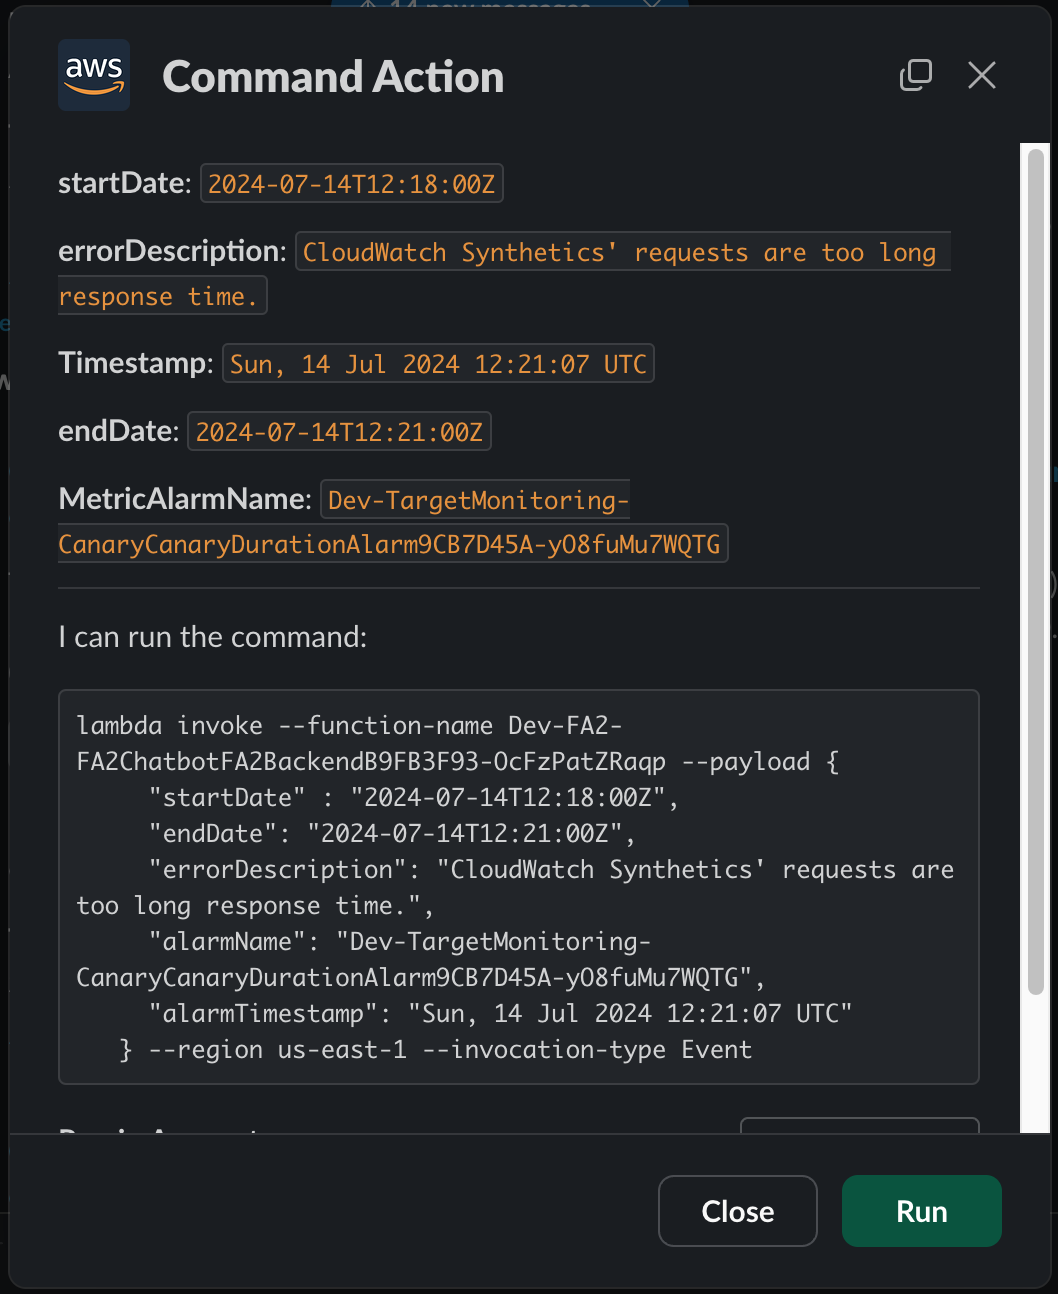 14 new messages
aws
Command Action
startDate: 2024-07-14T12:18:00Z
errorDescription: CloudWatch Synthetics' requests are too long
response time.
Timestamp: Sun, 14 Jul 2024 12:21:07 UTC
endDate: 2024-07-14T12:21:00Z
MetricAlarmName: Dev-TargetMonitoring-
CanaryCanaryDurationAlarm9CB7D45A-yO8fuMu7WQTG
I can run the command:
lambda invoke --function-name Dev-FA2-
FA2ChatbotFA2BackendB9FB3F93-OcFzPatZRaqp --payload {
"startDate" : "2024-07-14T12:18:00Z",
"endDate": "2024-07-14T12:21:00Z",
"errorDescription": "CloudWatch Synthetics' requests are
too long response time.",
"alarmName": "Dev-TargetMonitoring-
CanaryCanaryDurationAlarm9CB7D45A-yO8fuMu7WQTG",
"alarmTimestamp": "Sun, 14 Jul 2024 12:21:07 UTC"
} --region us-east-1 --invocation-type Event
Close
Run